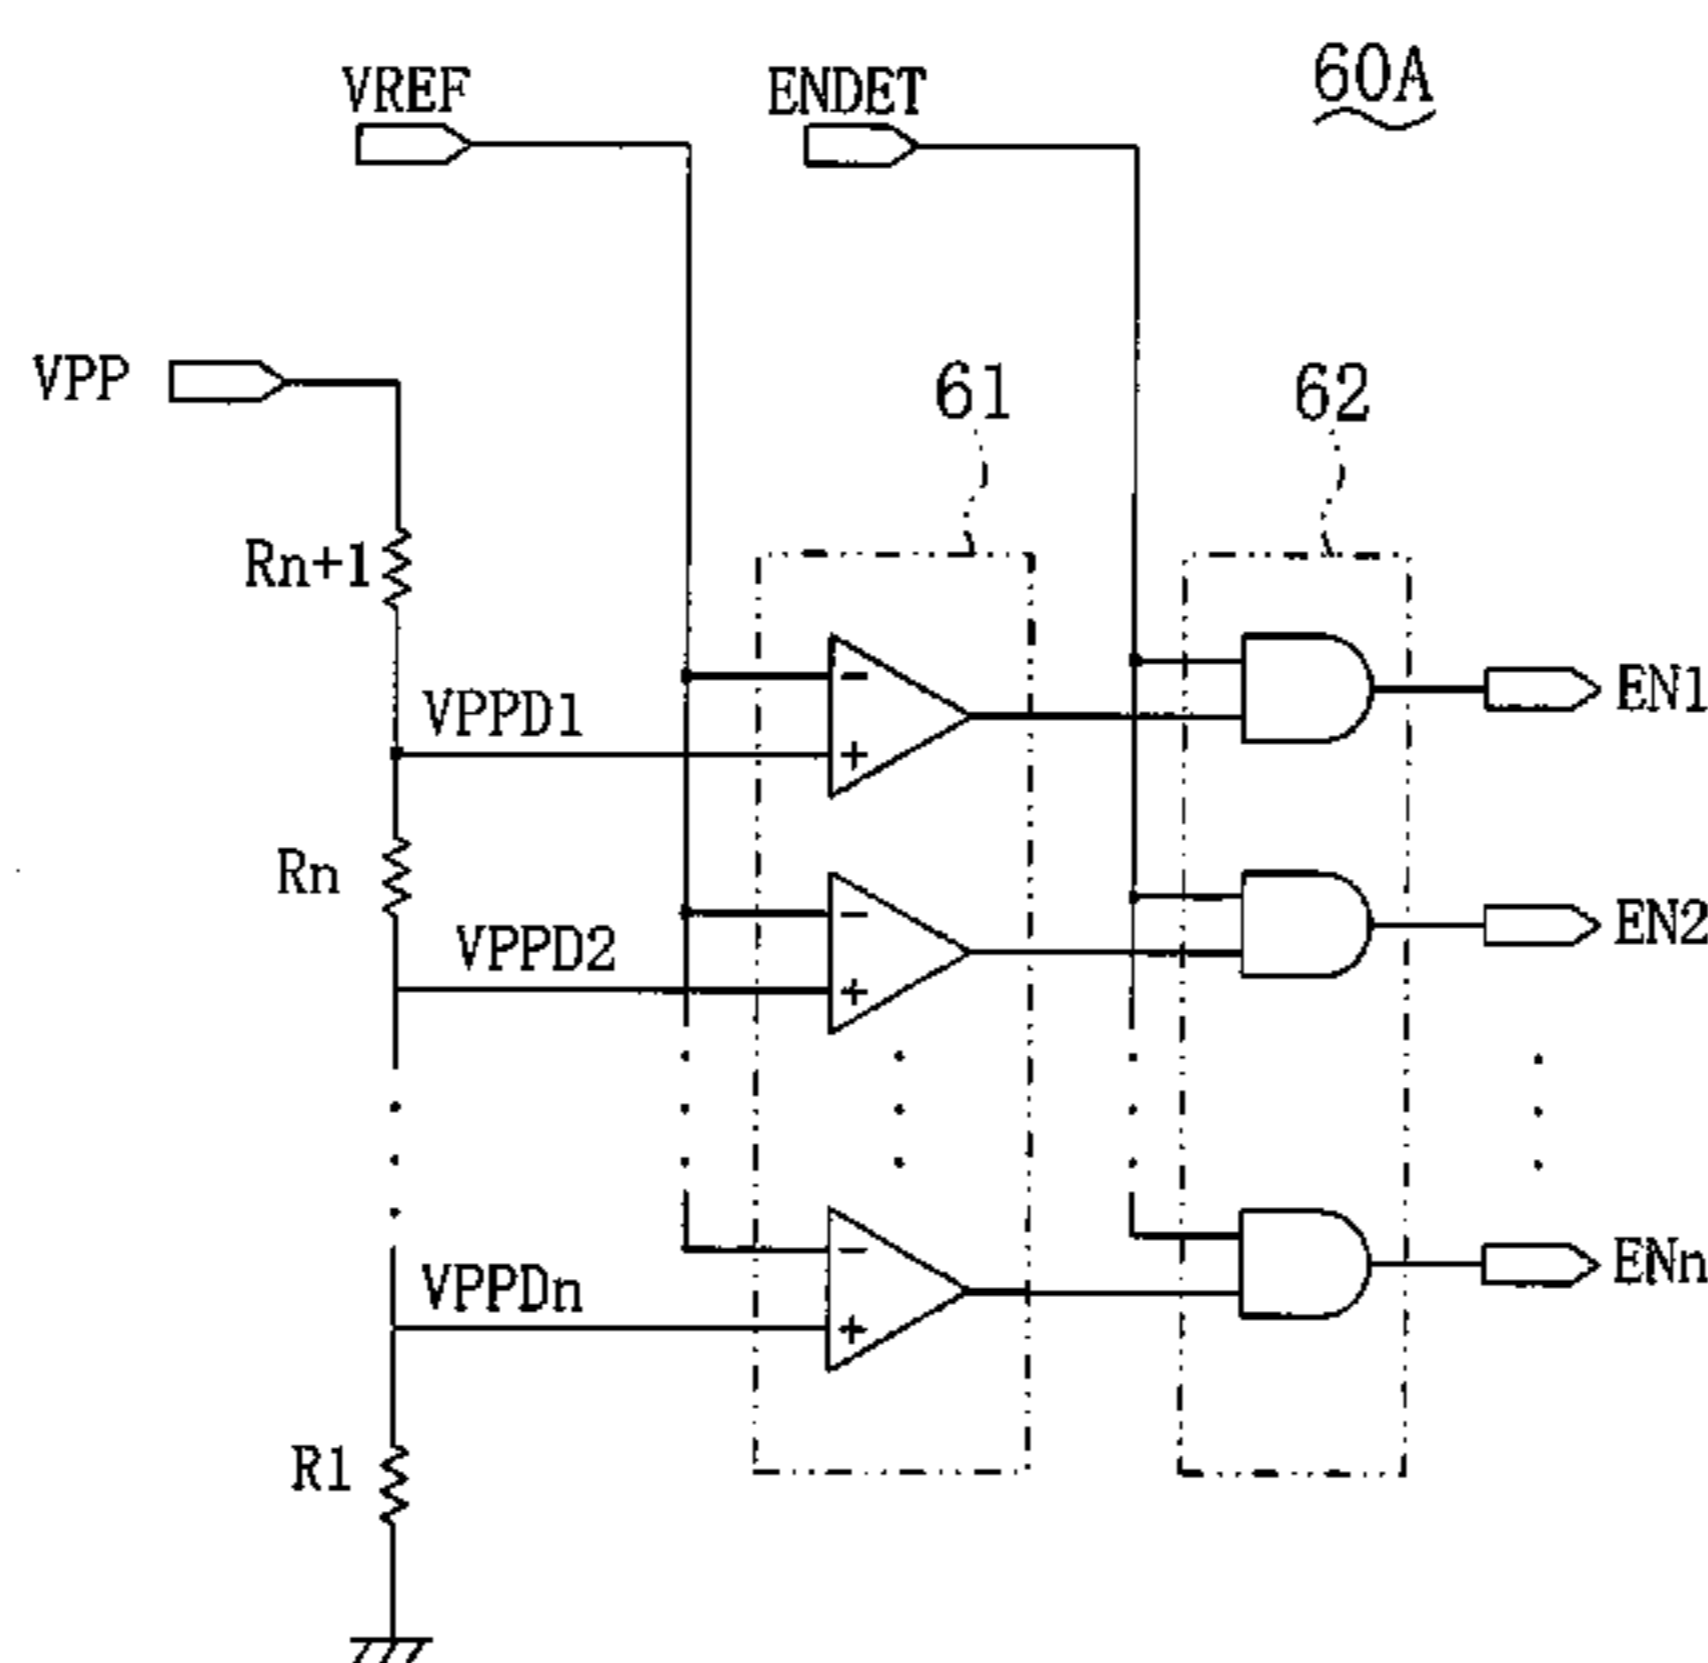 VREF
ENDET
60A
VPP
61
62
Rn+1
-
VPPD1
+
EN1
Rn
-
VPPD2
+
EN2
-
VPPDn
+
ENn
R1